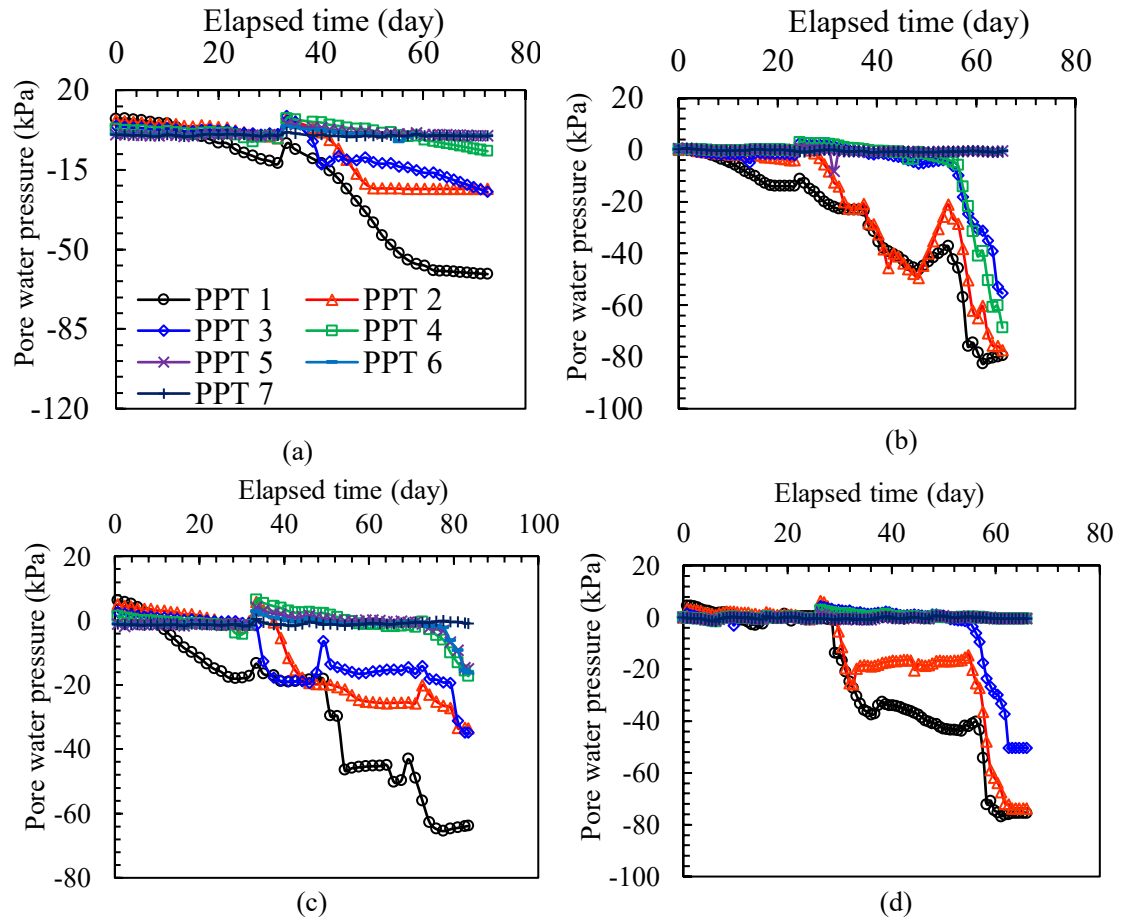 Elapsed time (day)
0 20 40 60 80
Pore water pressure (kPa)
20
-15
-50
-85
-120
PPT 1 PPT 2
PPT 3 PPT 4
PPT 5 PPT 6
PPT 7
(a)
Elapsed time (day)
0 20 40 60 80
Pore water pressure (kPa)
20
0
-20
-40
-60
-80
-100
(b)
Elapsed time (day)
0 20 40 60 80 100
Pore water pressure (kPa)
20
0
-20
-40
-60
-80
(c)
Elapsed time (day)
0 20 40 60 80
Pore water pressure (kPa)
20
0
-20
-40
-60
-80
-100
(d)